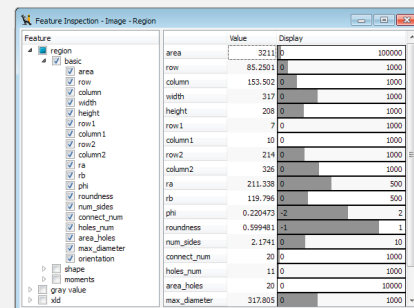 Feature Inspection - Image - Region
Feature
region
basic
area
row
column
width
height
row1
column1
row2
column2
ra
rb
phi
roundness
num_sides
connect_num
holes_num
area_holes
max_diameter
orientation
shape
moments
gray value
xld
Value Display
area 3211 0 100000
row 85.2501 0 1000
column 153.502 0 1000
width 317 0 1000
height 208 0 1000
row1 7 0 1000
column1 10 0 1000
row2 214 0 1000
column2 326 0 1000
ra 211.338 0 500
rb 119.796 0 500
phi 0.220473 -2 2
roundness 0.599481 -1 1
num_sides 2.1741 0 10
connect_num 20 0 1000
holes_num 11 0 1000
area_holes 20 0 10000
max_diameter 317.805 0 1000